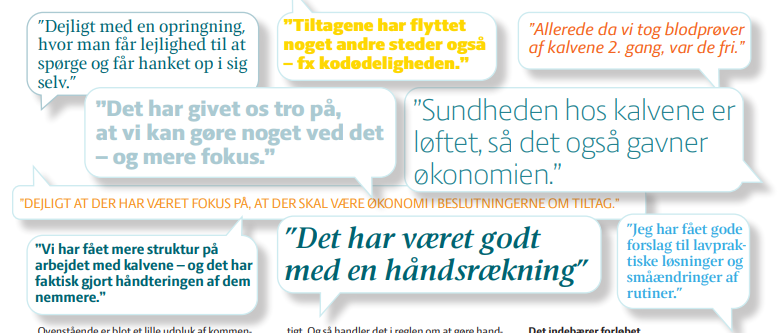 "Dejligt med en opringning,
hvor man får lejlighed til at
spørge og får hanket op i sig
selv."
"Tiltagene har flyttet
noget andre steder også
– fx kodødeligheden."
"Allerede da vi tog blodprøver
af kalvene 2. gang, var de fri."
"Det har givet os tro på,
at vi kan gøre noget ved det
– og mere fokus."
"Sundheden hos kalvene er
løftet, så det også gavner
økonomien."
"DEJLIGT AT DER HAR VÆRET FOKUS PÅ, AT DER SKAL VÆRE ØKONOMI I BESLUTNINGERNE OM TILTAG."
"Vi har fået mere struktur på
arbejdet med kalvene – og det har
faktisk gjort håndteringen af dem
nemmere."
"Det har været godt
med en håndsrækning"
"Jeg har fået gode
forslag til lavprak-
tiske løsninger og
småændringer af
rutiner."
Ovenstående er blot et lille udpluk af kommen-
tigt. Og så handler det i reglen om at gøre hånd-
Det indebærer forløbet